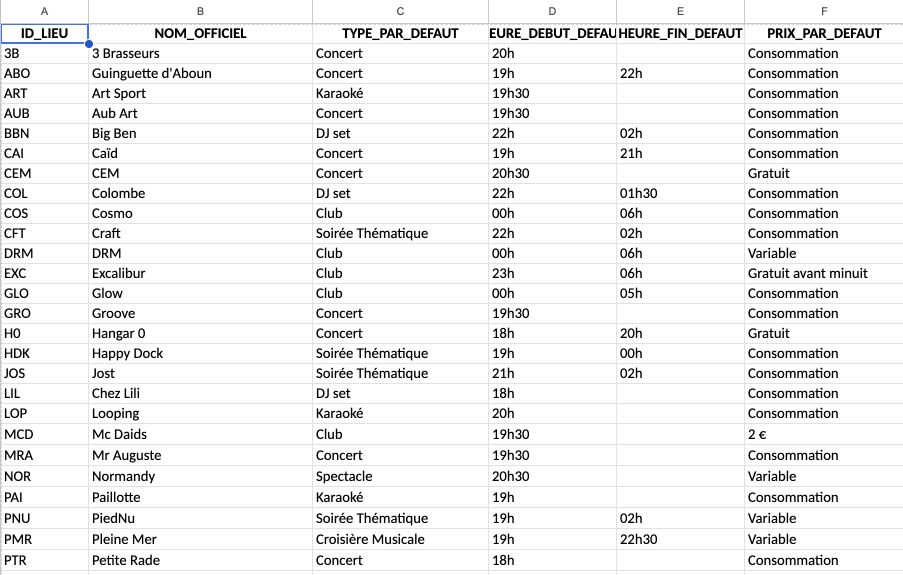 A B C D E F
ID_LIEU NOM_OFFICIEL TYPE_PAR_DEFAUT EURE_DEBUT_DEFAU HEURE_FIN_DEFAUT PRIX_PAR_DEFAUT
3B 3 Brasseurs Concert 20h Consommation
ABO Guinguette d'Aboun Concert 19h 22h Consommation
ART Art Sport Karaoké 19h30 Consommation
AUB Aub Art Concert 19h30 Consommation
BBN Big Ben DJ set 22h 02h Consommation
CAI Caïd Concert 19h 21h Consommation
CEM CEM Concert 20h30 Gratuit
COL Colombe DJ set 22h 01h30 Consommation
COS Cosmo Club 00h 06h Consommation
CFT Craft Soirée Thématique 22h 02h Consommation
DRM DRM Club 00h 06h Variable
EXC Excalibur Club 23h 06h Gratuit avant minuit
GLO Glow Club 00h 05h Consommation
GRO Groove Concert 19h30 Consommation
H0 Hangar 0 Concert 18h 20h Gratuit
HDK Happy Dock Soirée Thématique 19h 00h Consommation
JOS Jost Soirée Thématique 21h 02h Consommation
LIL Chez Lili DJ set 18h Consommation
LOP Looping Karaoké 20h Consommation
MCD Mc Daids Club 19h30 2 €
MRA Mr Auguste Concert 19h30 Consommation
NOR Normandy Spectacle 20h30 Variable
PAI Paillotte Karaoké 19h Consommation
PNU PiedNu Soirée Thématique 19h 02h Variable
PMR Pleine Mer Croisière Musicale 19h 22h30 Variable
PTR Petite Rade Concert 18h Consommation